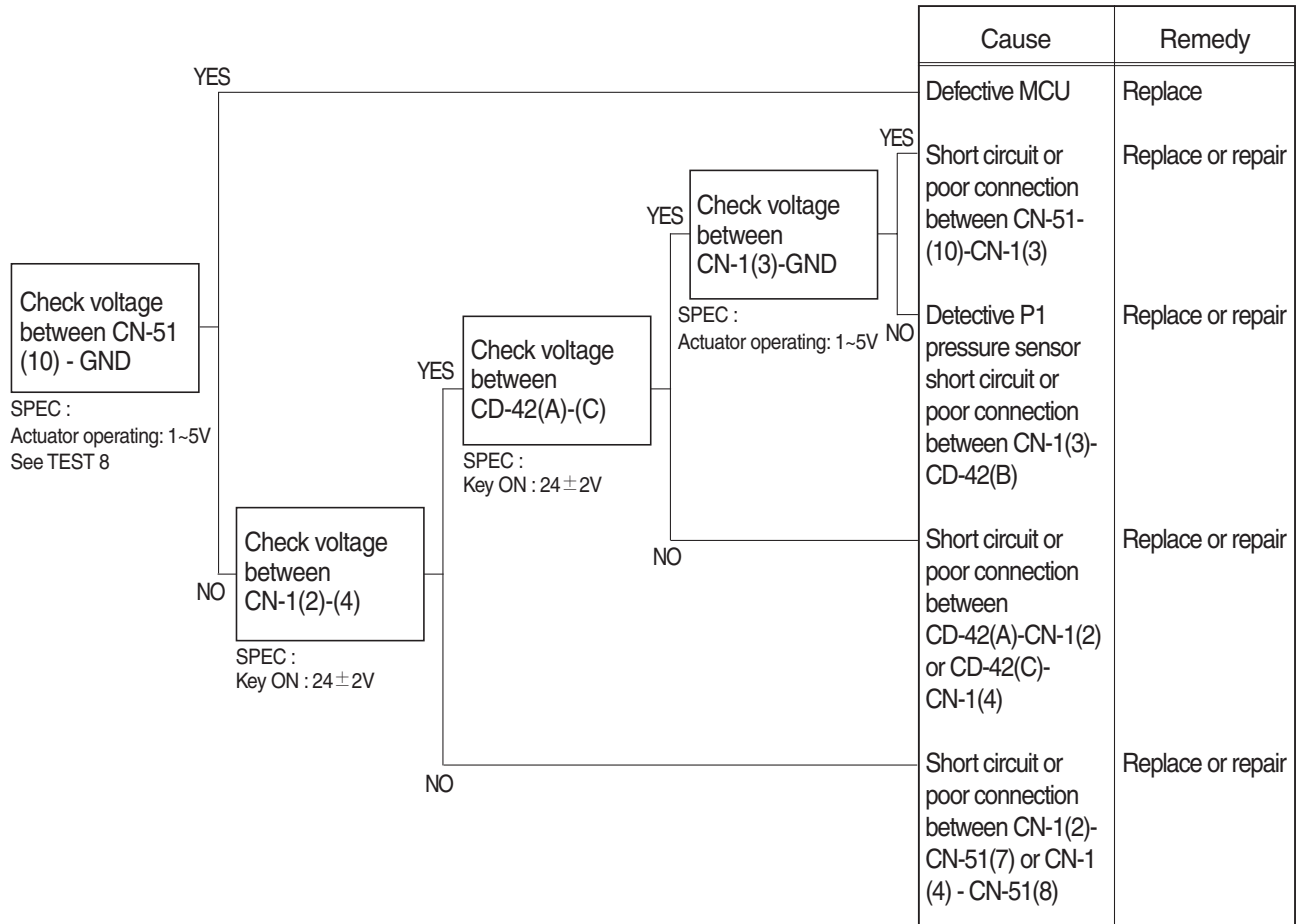 Cause
Remedy
YES
Defective MCU
Replace
YES
Short circuit or
poor connection
between CN-51-
(10)-CN-1(3)
Replace or repair
YES
Check voltage
between
CN-1(3)-GND
SPEC :
Actuator operating: 1~5V
NO
Detective P1
pressure sensor
short circuit or
poor connection
between CN-1(3)-
CD-42(B)
Replace or repair
Check voltage
between CN-51
(10) - GND
SPEC :
Actuator operating: 1~5V
See TEST 8
YES
Check voltage
between
CD-42(A)-(C)
SPEC :
Key ON : 24±2V
NO
Short circuit or
poor connection
between
CD-42(A)-CN-1(2)
or CD-42(C)-
CN-1(4)
Replace or repair
NO
Check voltage
between
CN-1(2)-(4)
SPEC :
Key ON : 24±2V
NO
Short circuit or
poor connection
between CN-1(2)-
CN-51(7) or CN-1
(4) - CN-51(8)
Replace or repair